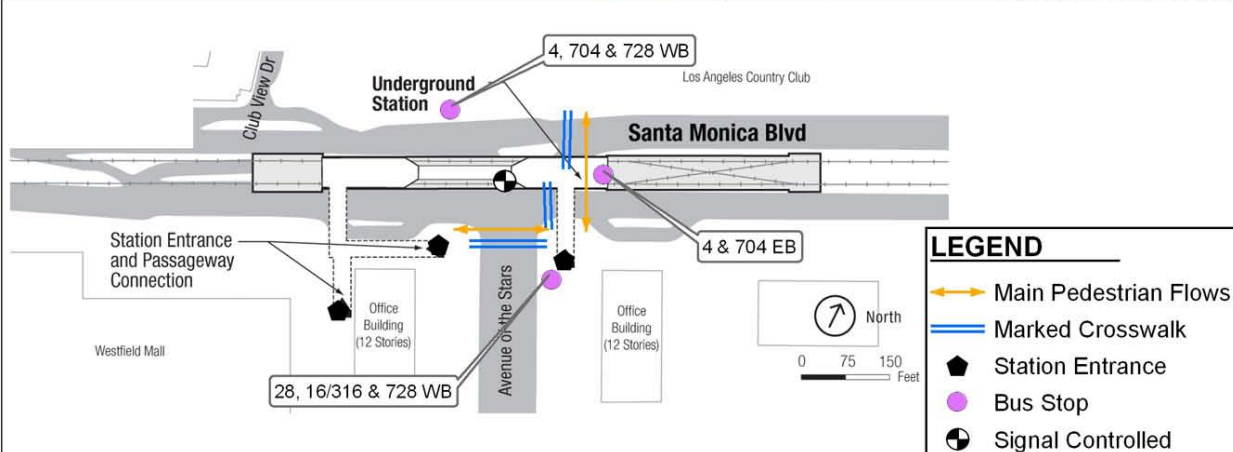 4, 704 & 728 WB
Club View Dr
Underground
Station
Los Angeles Country Club
Santa Monica Blvd
Station Entrance
and Passageway
Connection
4 & 704 EB
Westfield Mall
Office
Building
(12 Stories)
Avenue of the Stars
Office
Building
(12 Stories)
North
0 75 150
Feet
28, 16/316 & 728 WB
LEGEND
Main Pedestrian Flows
Marked Crosswalk
Station Entrance
Bus Stop
Signal Controlled